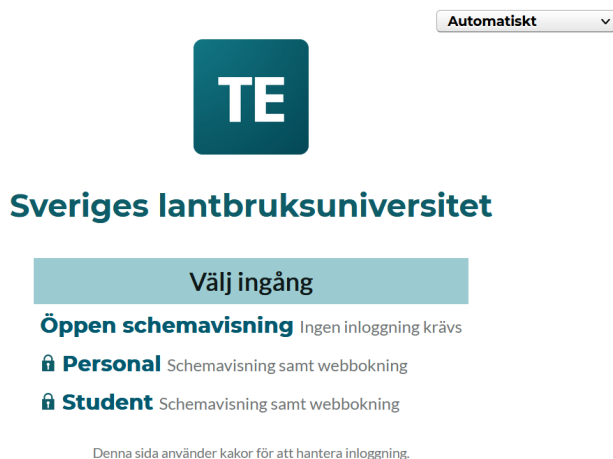 Automatiskt
TE
Sveriges lantbruksuniversitet
Välj ingång
Öppen schemavisning Ingen inloggning krävs
Personal Schemavisning samt webbokning
Student Schemavisning samt webbokning
Denna sida använder kakor för att hantera inloggning.